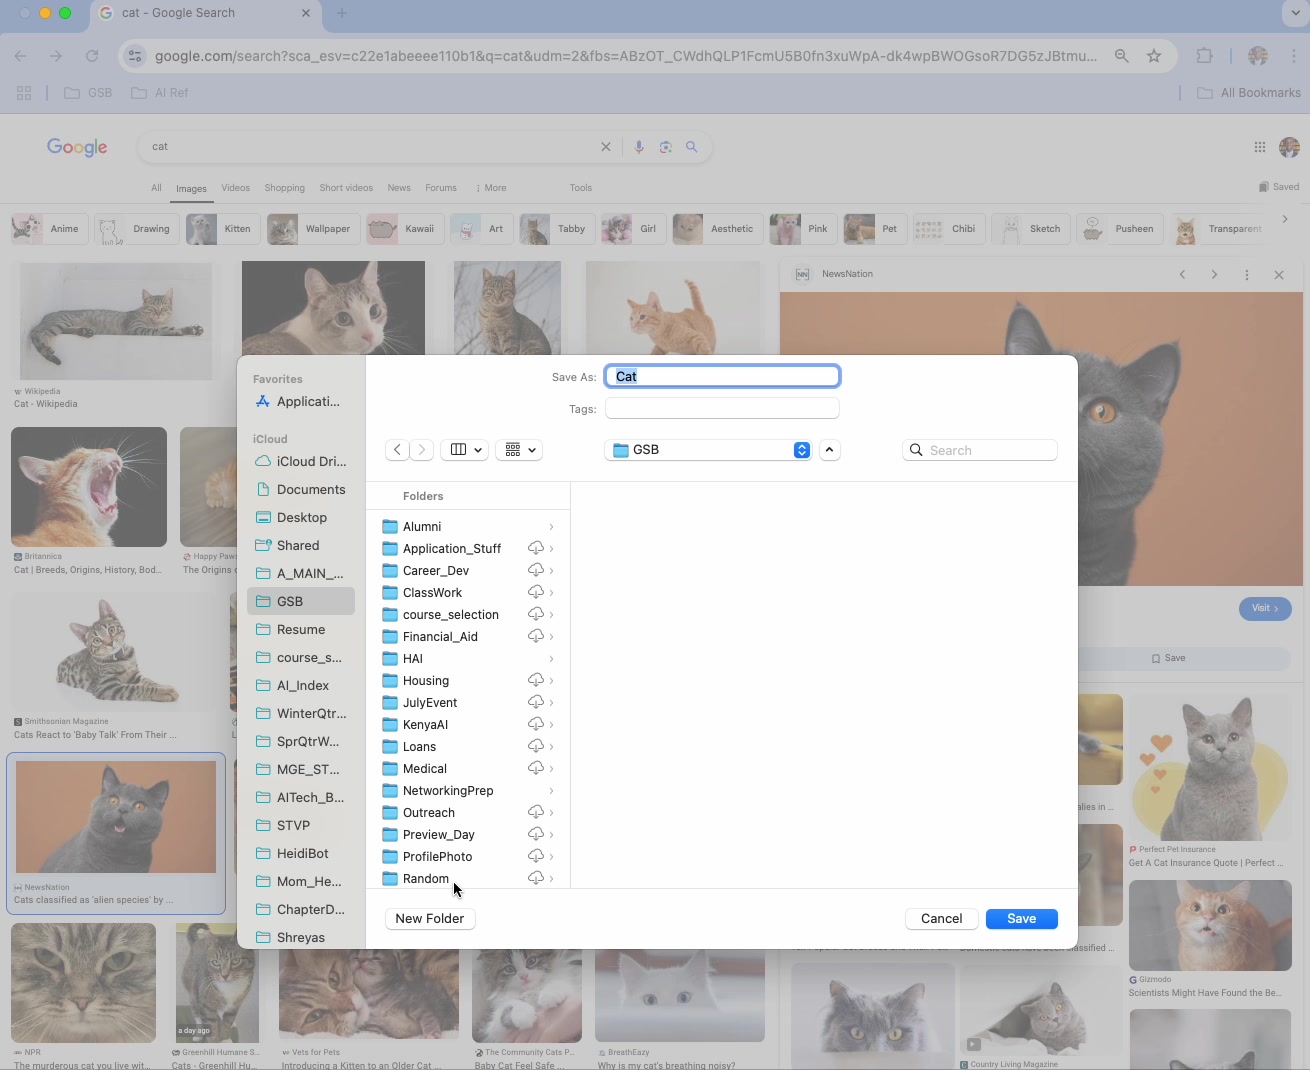 cat - Google Search
google.com/search?sca_esv=c22e1abeeee110b1&q=cat&udm=2&fbs=ABzOT_CWdhQLP1FcmU5B0fn3xuWpA-dk4wpBWOGsoR7DG5zJBtmu...
GSB
AI Ref
All Bookmarks
Google
cat
All
Images
Videos
Shopping
Short videos
News
Forums
More
Tools
Saved
Anime
Drawing
Kitten
Wallpaper
Kawaii
Art
Tabby
Girl
Aesthetic
Pink
Pet
Chibi
Sketch
Pusheen
Transparent
NewsNation
Wikipedia
Cat - Wikipedia
Britannica
Cat | Breeds, Origins, History, Bod...
Happy Paws
The Origins
Smithsonian Magazine
Cats React to 'Baby Talk' From Their ...
NewsNation
Cats classified as 'alien species' by ...
Favorites
Applicati...
iCloud
iCloud Dri...
Documents
Desktop
Shared
A_MAIN_...
GSB
Resume
course_s...
AI_Index
WinterQtr...
SprQtrW...
MGE_ST...
AITech_B...
STVP
HeidiBot
Mom_He...
ChapterD...
Shreyas
Save As:
Cat
Tags:
GSB
Search
Folders
Alumni
Application_Stuff
Career_Dev
ClassWork
course_selection
Financial_Aid
HAI
Housing
JulyEvent
KenyaAI
Loans
Medical
NetworkingPrep
Outreach
Preview_Day
ProfilePhoto
Random
New Folder
Cancel
Save
Visit
Save
alies in ...
Perfect Pet Insurance
Get A Cat Insurance Quote | Perfect ...
Gizmodo
Scientists Might Have Found the Be...
NPR
The murderous cat you live wit...
a day ago
Greenhill Humane S...
Cats - Greenhill Hu...
Vets for Pets
Introducing a Kitten to an Older Cat ...
The Community Cats P...
Baby Cat Feel Safe ...
BreathEazy
Why is my cat's breathing noisy?
Country Living Magazine